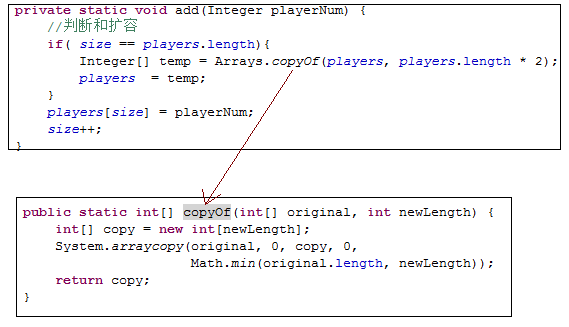 private static void add(Integer playerNum) {
//判断和扩容
if( size == players.length){
Integer[] temp = Arrays.copyOf(players, players.length * 2);
players  = temp;
}
players[size] = playerNum;
size++;
}
public static int[] copyOf(int[] original, int newLength) {
int[] copy = new int[newLength];
System.arraycopy(original, 0, copy, 0,
Math.min(original.length, newLength));
return copy;
}